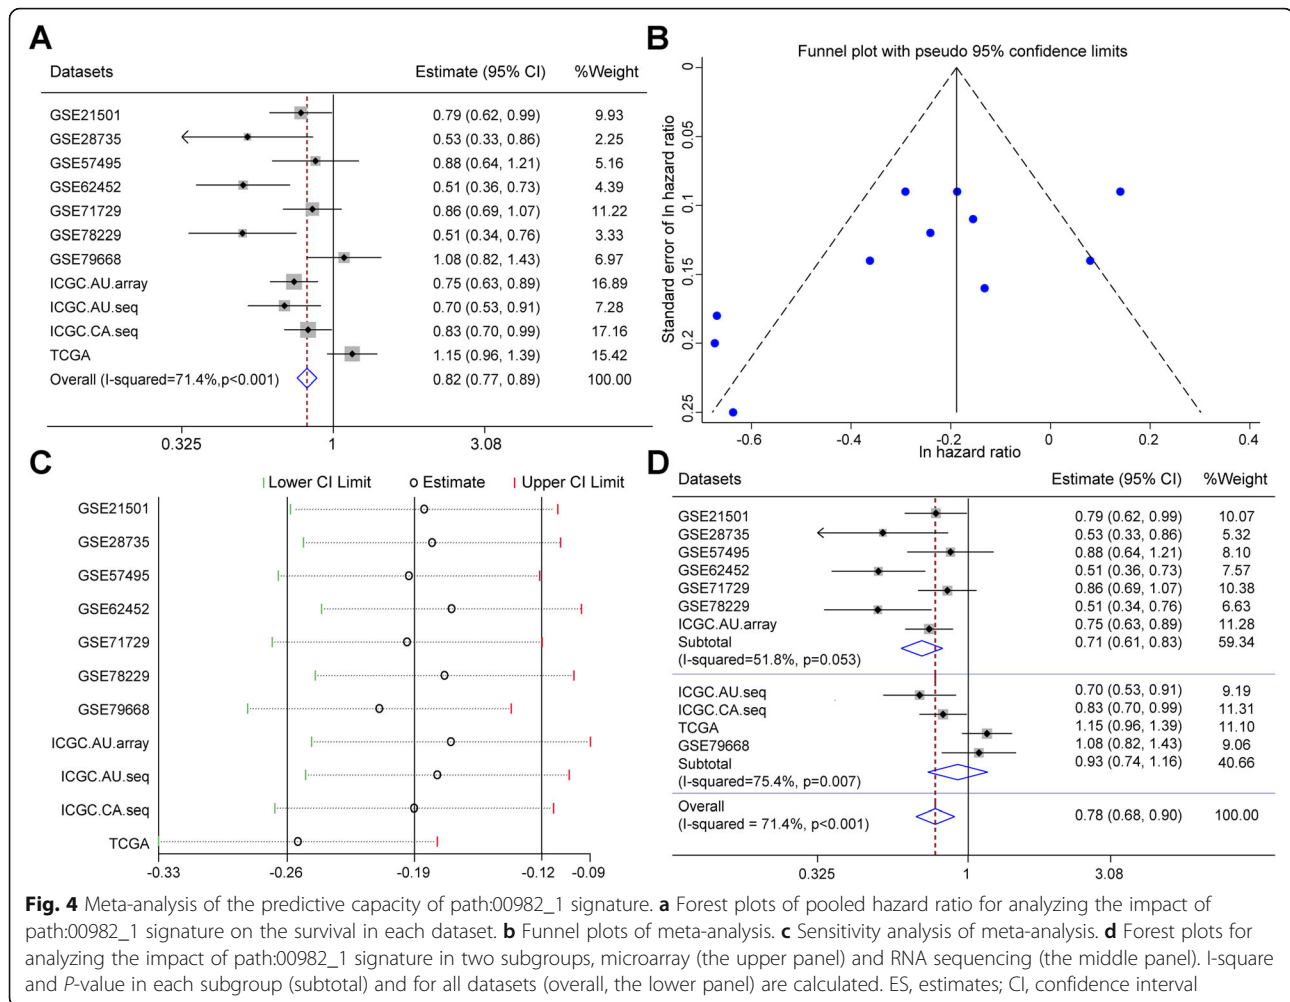 A
Datasets Estimate (95% CI) %Weight
GSE21501 0.79 (0.62, 0.99) 9.93
GSE28735 0.53 (0.33, 0.86) 2.25
GSE57495 0.88 (0.64, 1.21) 5.16
GSE62452 0.51 (0.36, 0.73) 4.39
GSE71729 0.86 (0.69, 1.07) 11.22
GSE78229 0.51 (0.34, 0.76) 3.33
GSE79668 1.08 (0.82, 1.43) 6.97
ICGC.AU.array 0.75 (0.63, 0.89) 16.89
ICGC.AU.seq 0.70 (0.53, 0.91) 7.28
ICGC.CA.seq 0.83 (0.70, 0.99) 17.16
TCGA 1.15 (0.96, 1.39) 15.42
Overall (I-squared=71.4%,p<0.001) 0.82 (0.77, 0.89) 100.00
0.325 1 3.08
B
Funnel plot with pseudo 95% confidence limits
Standard error of ln hazard ratio
0
0.05
0.1
0.15
0.2
0.25
-0.6 -0.4 -0.2 0 0.2 0.4
ln hazard ratio
C
Lower CI Limit Estimate Upper CI Limit
GSE21501
GSE28735
GSE57495
GSE62452
GSE71729
GSE78229
GSE79668
ICGC.AU.array
ICGC.AU.seq
ICGC.CA.seq
TCGA
-0.33 -0.26 -0.19 -0.12 -0.09
D
Datasets Estimate (95% CI) %Weight
GSE21501 0.79 (0.62, 0.99) 10.07
GSE28735 0.53 (0.33, 0.86) 5.32
GSE57495 0.88 (0.64, 1.21) 8.10
GSE62452 0.51 (0.36, 0.73) 7.57
GSE71729 0.86 (0.69, 1.07) 10.38
GSE78229 0.51 (0.34, 0.76) 6.63
ICGC.AU.array 0.75 (0.63, 0.89) 11.28
Subtotal 0.71 (0.61, 0.83) 59.34
(I-squared=51.8%, p=0.053)
ICGC.AU.seq 0.70 (0.53, 0.91) 9.19
ICGC.CA.seq 0.83 (0.70, 0.99) 11.31
TCGA 1.15 (0.96, 1.39) 11.10
GSE79668 1.08 (0.82, 1.43) 9.06
Subtotal 0.93 (0.74, 1.16) 40.66
(I-squared=75.4%, p=0.007)
Overall
(I-squared = 71.4%, p<0.001) 0.78 (0.68, 0.90) 100.00
0.325 1 3.08
Fig. 4 Meta-analysis of the predictive capacity of path:00982_1 signature. a Forest plots of pooled hazard ratio for analyzing the impact of
path:00982_1 signature on the survival in each dataset. b Funnel plots of meta-analysis. c Sensitivity analysis of meta-analysis. d Forest plots for
analyzing the impact of path:00982_1 signature in two subgroups, microarray (the upper panel) and RNA sequencing (the middle panel). I-square
and P-value in each subgroup (subtotal) and for all datasets (overall, the lower panel) are calculated. ES, estimates; CI, confidence interval